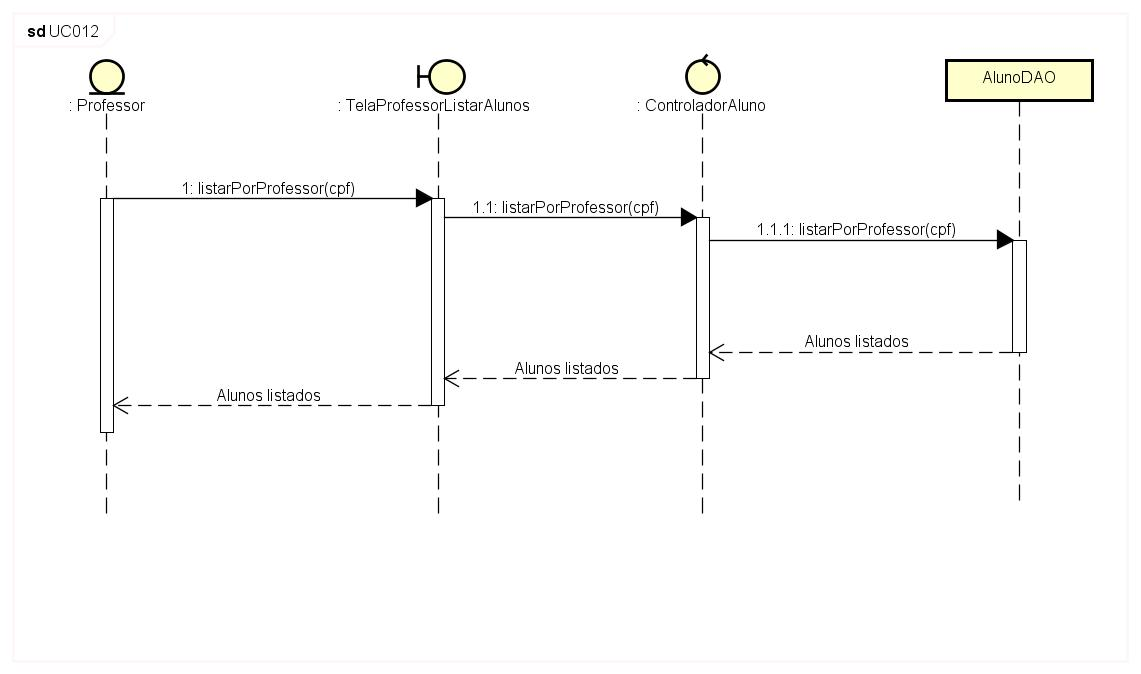 sd UC012
: Professor
: TelaProfessorListarAlunos
: ControladorAluno
AlunoDAO
1: listarPorProfessor(cpf)
1.1: listarPorProfessor(cpf)
1.1.1: listarPorProfessor(cpf)
Alunos listados
Alunos listados
Alunos listados